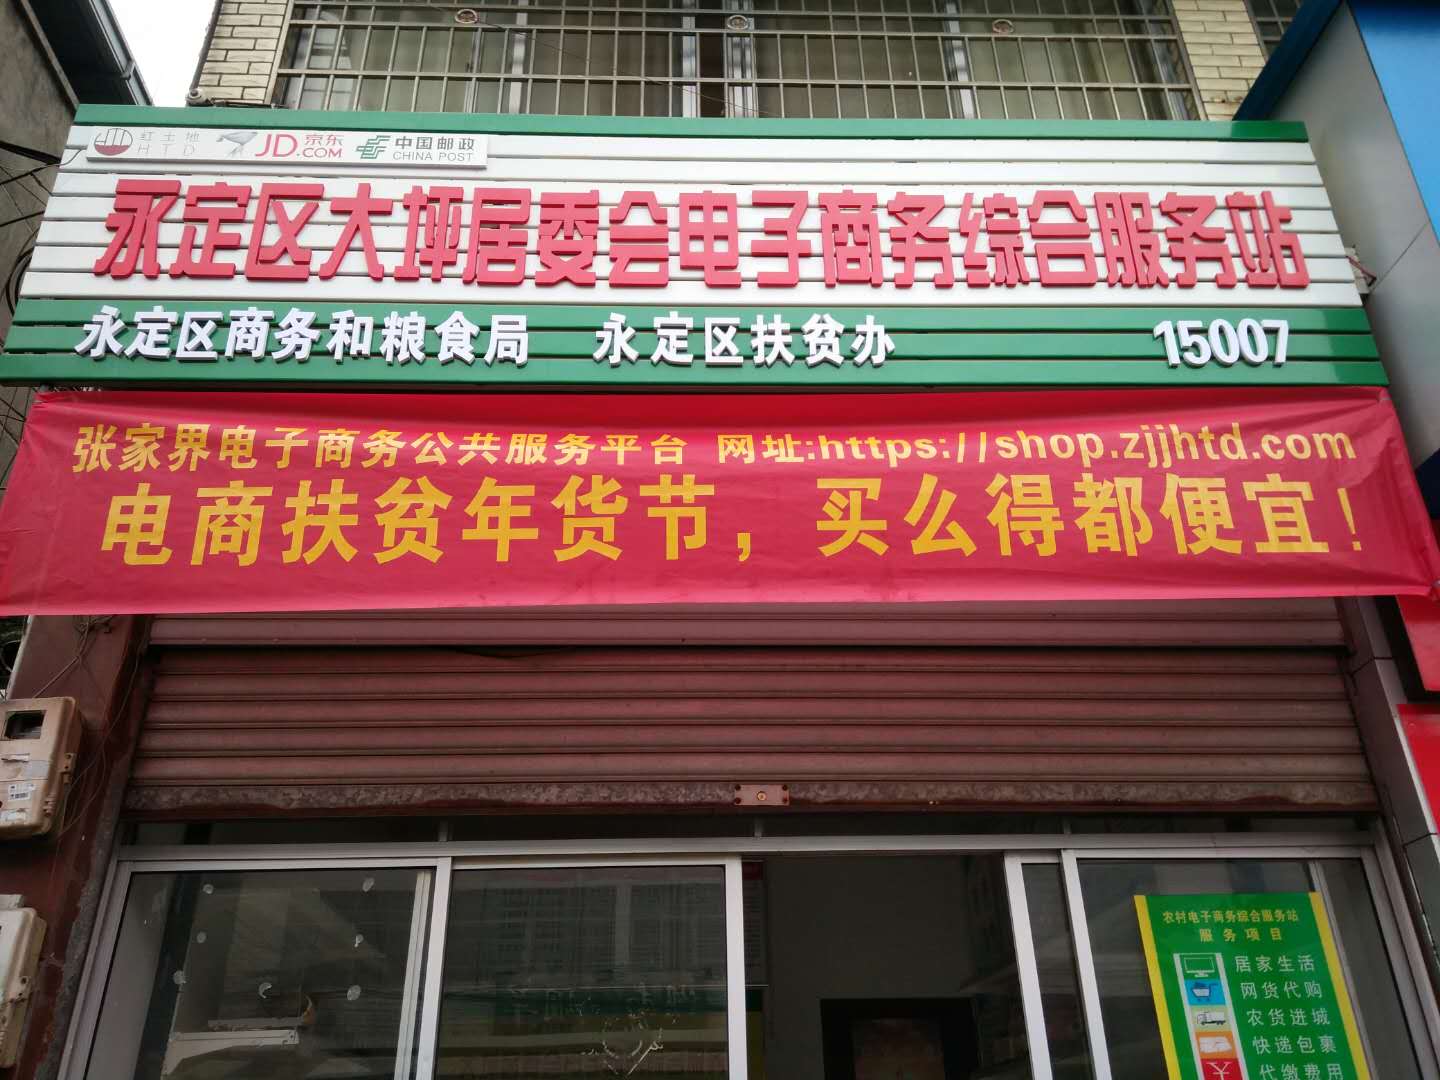 红土地 HTD JD.COM 京东 中国邮政 CHINA POST
永定区大坪居委会电子商务综合服务站
永定区商务和粮食局 永定区扶贫办 15007
张家界电子商务公共服务平台 网址:https://shop.zjjhtd.com
电商扶贫年货节，买么得都便宜！
农村电子商务综合服务站
服务项目
居家生活
网货代购
农货进城
快递包裹
代缴费用